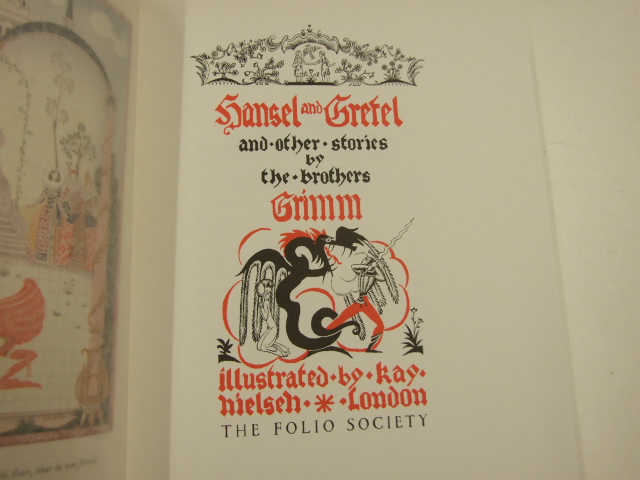 Hansel and Gretel
and·other·stories
by
the·brothers
Grimm
illustrated·by·Kay·
Nielsen·*·London
THE FOLIO SOCIETY